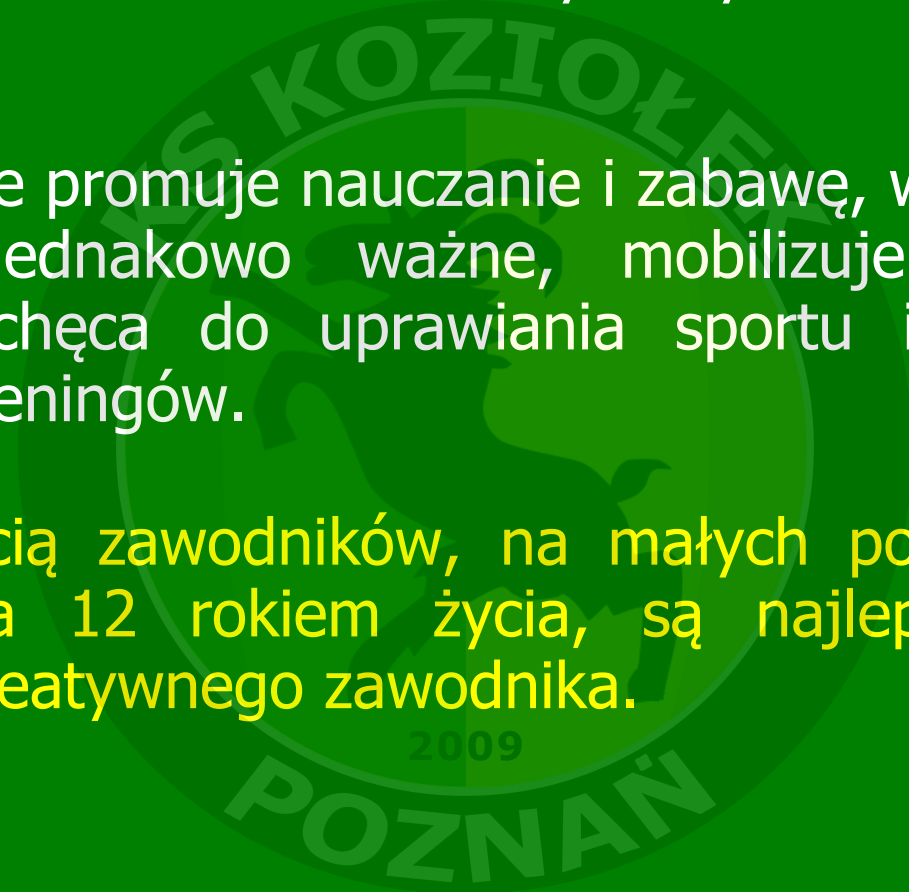 KS KOZIOŁEK
e promuje nauczanie i zabawę, w
ednakowo ważne, mobilizuje
chęca do uprawiania sportu i
eningów.
cią zawodników, na małych po
a 12 rokiem życia, są najlep
eatywnego zawodnika.
2009
POZNAŃ